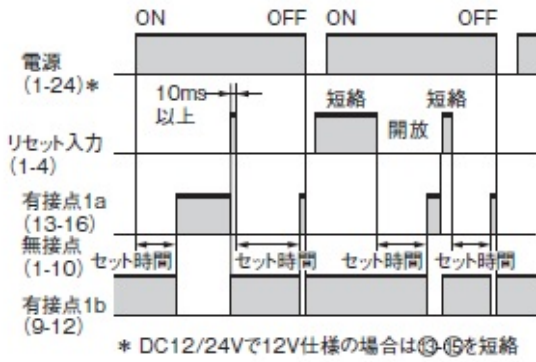 ON OFF ON OFF
電源
(1-24)*
10ms
以上
短絡 短絡
開放
リセット入力
(1-4)
有接点1a
(13-16)
無接点
(1-10)
セット時間 セット時間 セット時間 セット時間
有接点1b
(9-12)
* DC12/24Vで12V仕様の場合は⑬-⑮を短絡